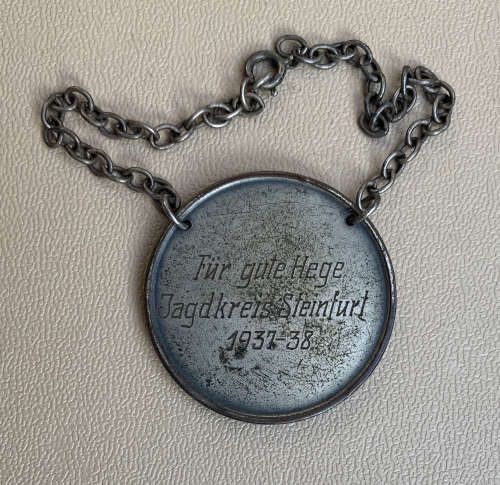 Für gute Hege
Jagdkreis Steinfurt
1937-38